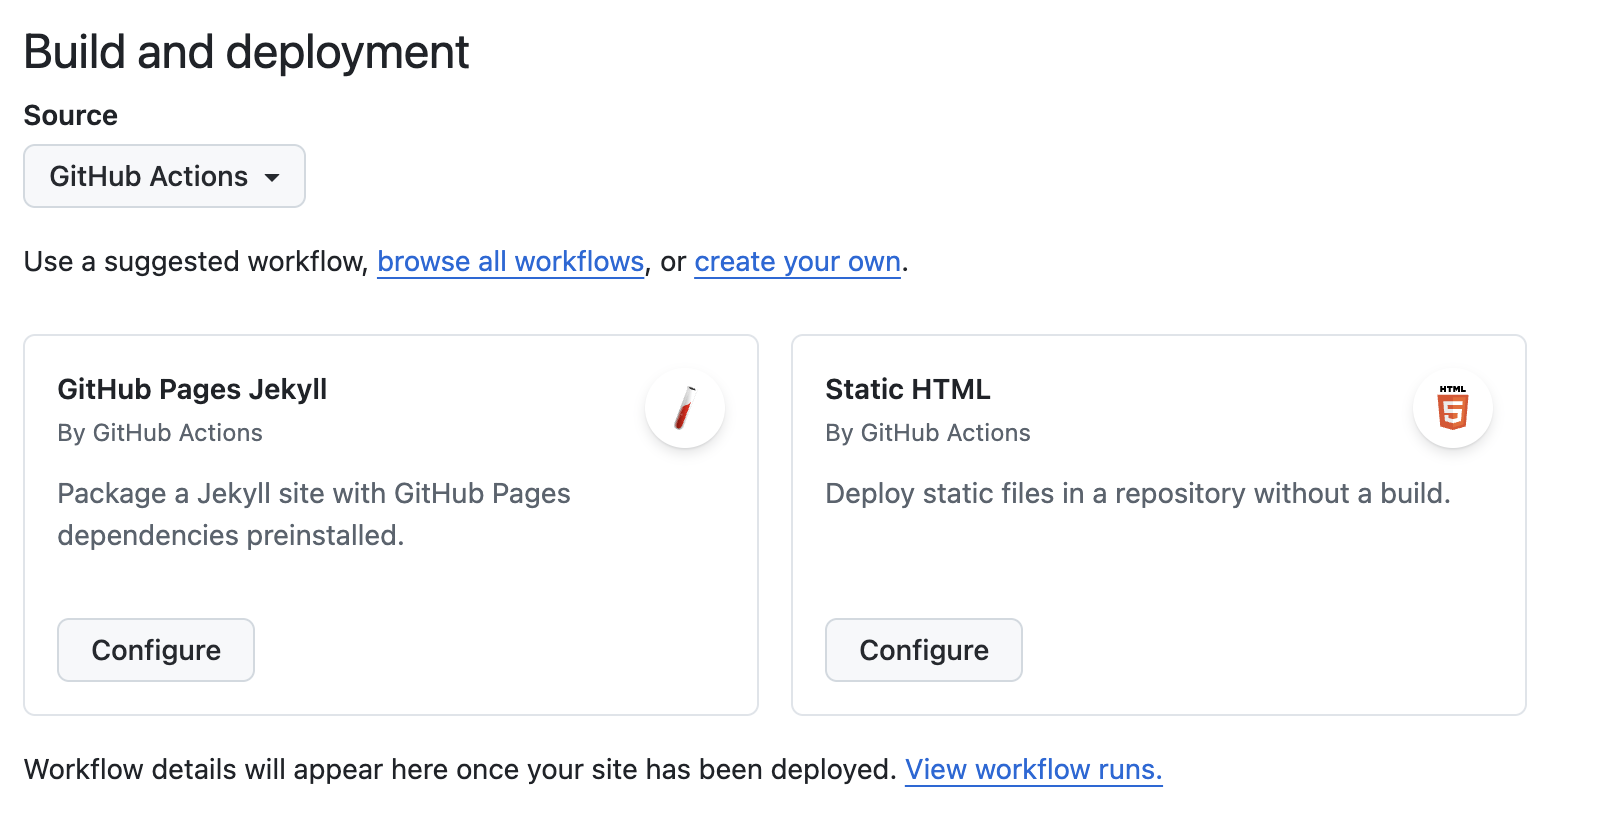 Build and deployment
Source
GitHub Actions
Use a suggested workflow, browse all workflows, or create your own.
GitHub Pages Jekyll
By GitHub Actions
Package a Jekyll site with GitHub Pages
dependencies preinstalled.
Configure
Static HTML
HTML
5
By GitHub Actions
Deploy static files in a repository without a build.
Configure
Workflow details will appear here once your site has been deployed. View workflow runs.